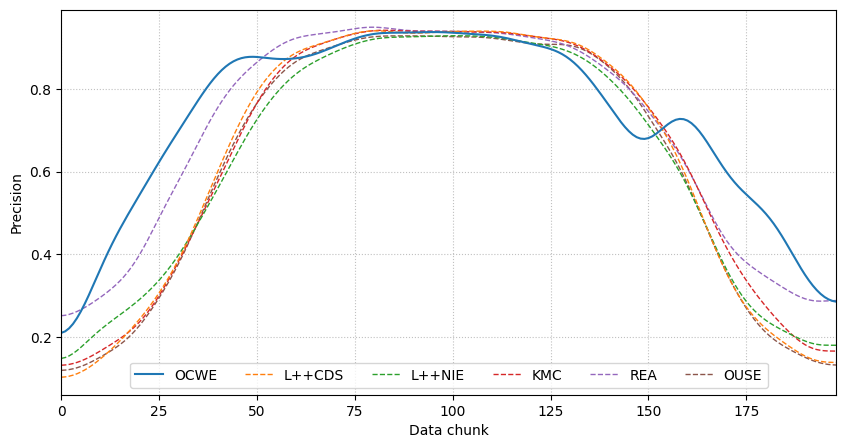 Precision
0.8
0.6
0.4
0.2
OCWE L++CDS L++NIE KMC REA OUSE
0 25 50 75 100 125 150 175
Data chunk